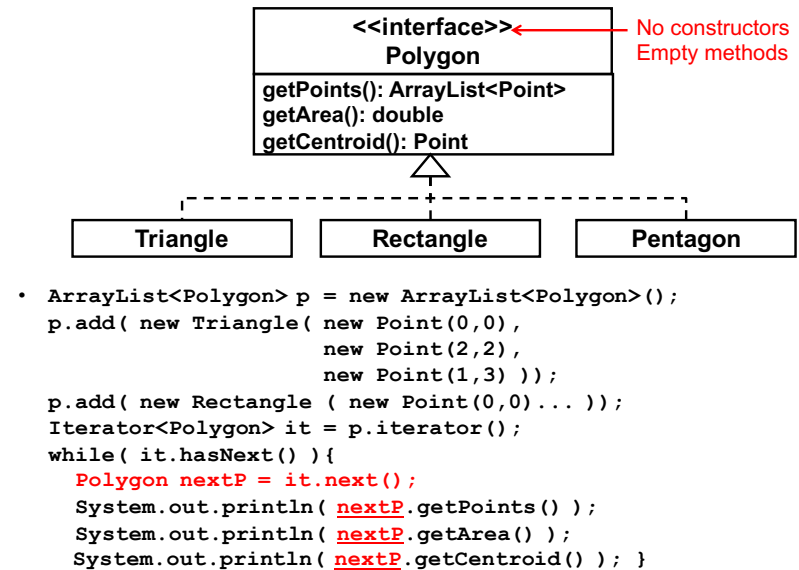 <<interface>>
Polygon
No constructors
Empty methods
getPoints(): ArrayList<Point>
getArea(): double
getCentroid(): Point
Triangle
Rectangle
Pentagon
• ArrayList<Polygon> p = new ArrayList<Polygon>();
p.add( new Triangle( new Point(0,0),
new Point(2,2),
new Point(1,3) ));
p.add( new Rectangle ( new Point(0,0)... ));
Iterator<Polygon> it = p.iterator();
while( it.hasNext() ){
Polygon nextP = it.next();
System.out.println( nextP.getPoints() );
System.out.println( nextP.getArea() );
System.out.println( nextP.getCentroid() ); }